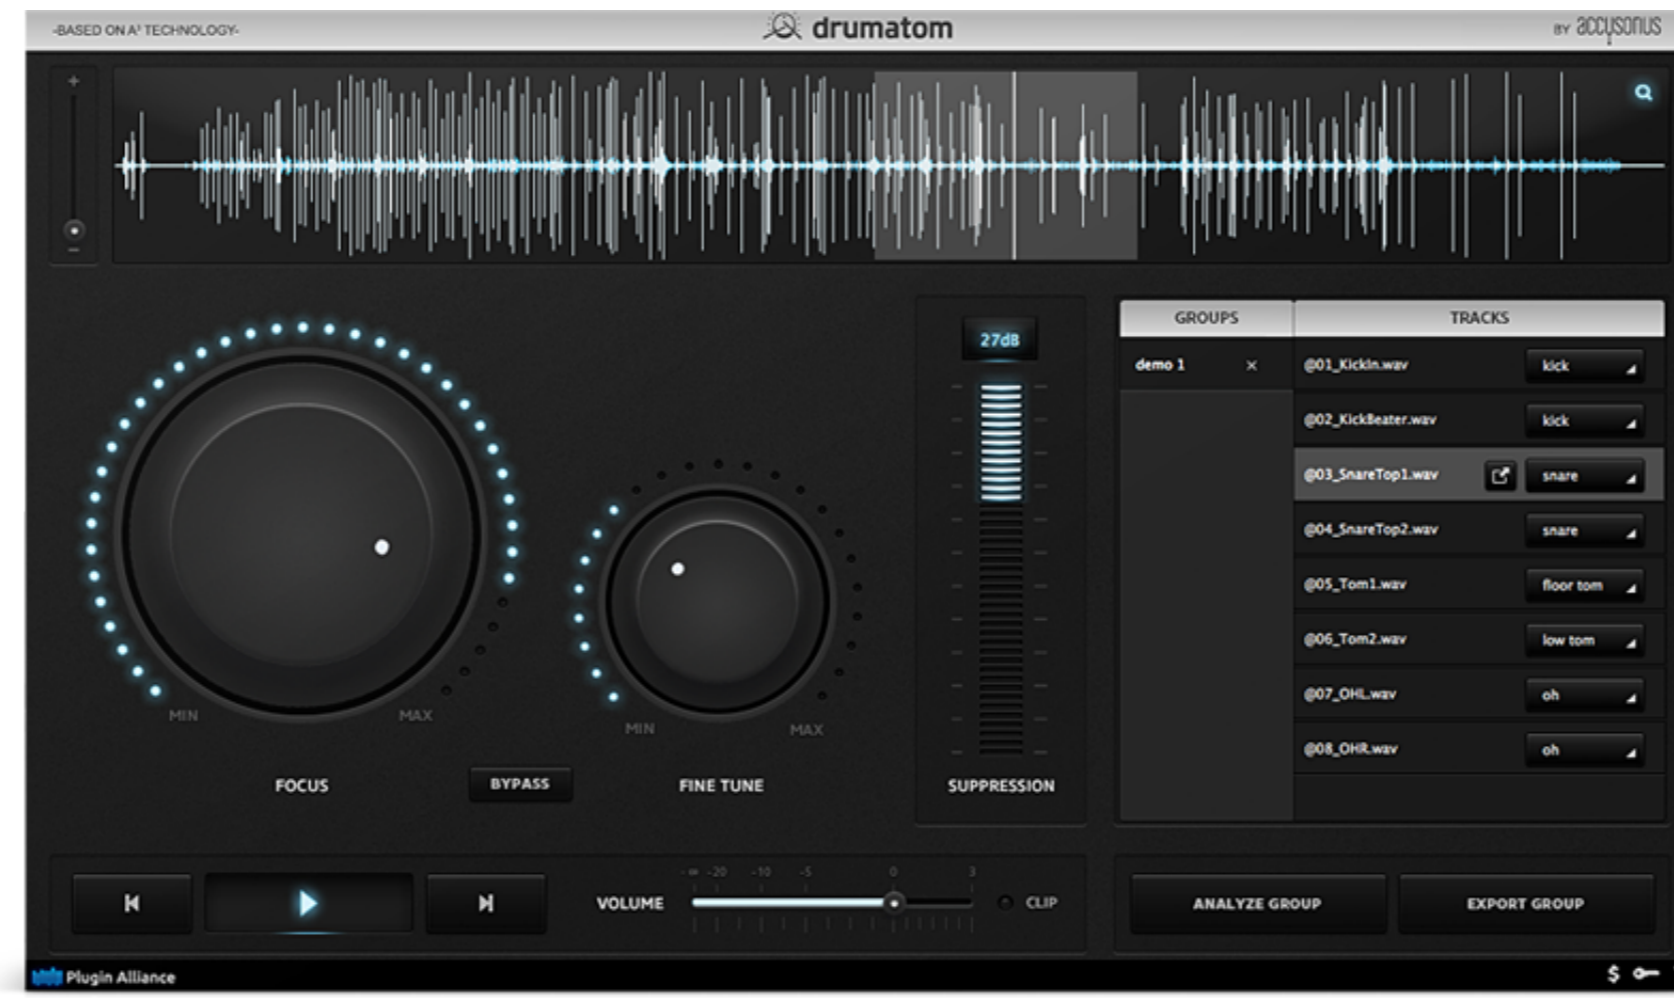 -BASED ON A³ TECHNOLOGY-
drumatom
BY accusonus
+
-
27dB
GROUPS
TRACKS
demo 1 ×
@01_KickIn.wav kick
@02_KickBeater.wav kick
@03_SnareTop1.wav snare
@04_SnareTop2.wav snare
@05_Tom1.wav floor tom
@06_Tom2.wav low tom
@07_OHL.wav oh
@08_OHR.wav oh
MIN
MAX
MIN
MAX
FOCUS
BYPASS
FINE TUNE
SUPPRESSION
VOLUME
-∞ -20 -10 -5 0 3
CLIP
ANALYZE GROUP
EXPORT GROUP
Plugin Alliance
$